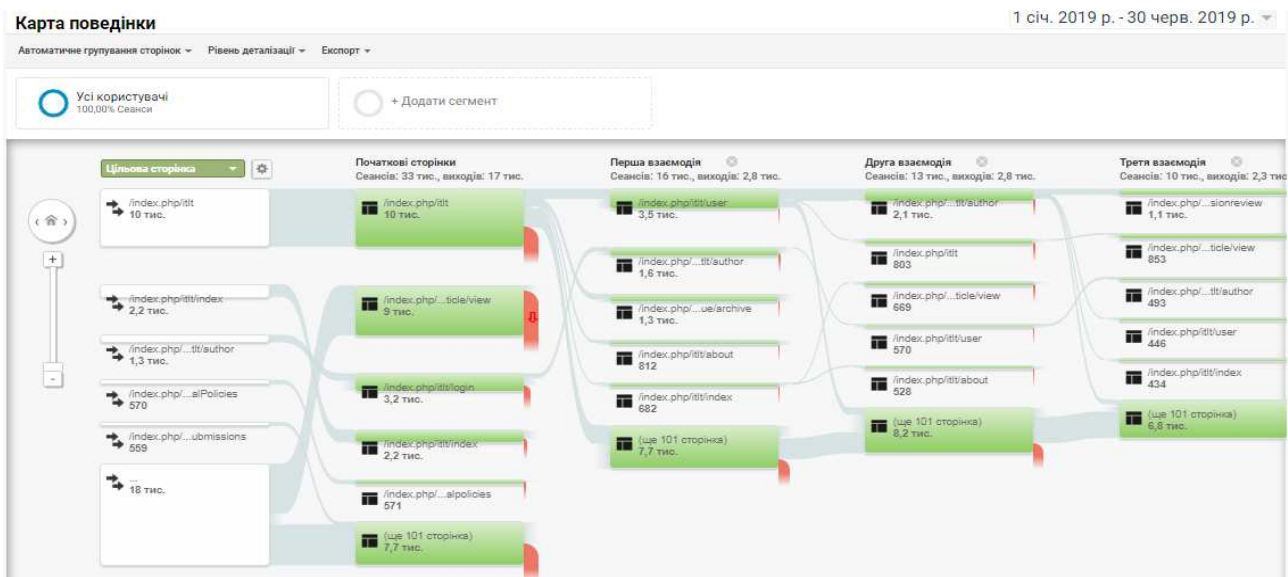 Карта поведінки
1 січ. 2019 р. - 30 черв. 2019 р.
Автоматичне групування сторінок
Рівень деталізації
Експорт
Усі користувачі
100,00% Сеанси
+ Додати сегмент
Цільова сторінка
/index.php/itlt
10 тис.
/index.php/itlt/index
2,2 тис.
/index.php/...tlt/author
1,3 тис.
/index.php/...alPolicies
570
/index.php/...ubmissions
559
...
18 тис.
Початкові сторінки
Сеансів: 33 тис., виходів: 17 тис.
/index.php/itlt
10 тис.
/index.php/...ticle/view
9 тис.
/index.php/itlt/login
3,2 тис.
/index.php/itlt/index
2,2 тис.
/index.php/...alpolicies
571
(ще 101 сторінка)
7,7 тис.
Перша взаємодія
Сеансів: 16 тис., виходів: 2,8 тис.
/index.php/itlt/user
3,5 тис.
/index.php/...tlt/author
1,6 тис.
/index.php/...ue/archive
1,3 тис.
/index.php/itlt/about
812
/index.php/itlt/index
682
(ще 101 сторінка)
7,7 тис.
Друга взаємодія
Сеансів: 13 тис., виходів: 2,8 тис.
/index.php/...tlt/author
2,1 тис.
/index.php/itlt
803
/index.php/...ticle/view
669
/index.php/itlt/user
570
/index.php/itlt/about
528
(ще 101 сторінка)
8,2 тис.
Третя взаємодія
Сеансів: 10 тис., виходів: 2,3 тис
/index.php/...sionreview
1,1 тис.
/index.php/...ticle/view
853
/index.php/...tlt/author
493
/index.php/itlt/user
446
/index.php/itlt/index
434
(ще 101 сторінка)
6,8 тис.